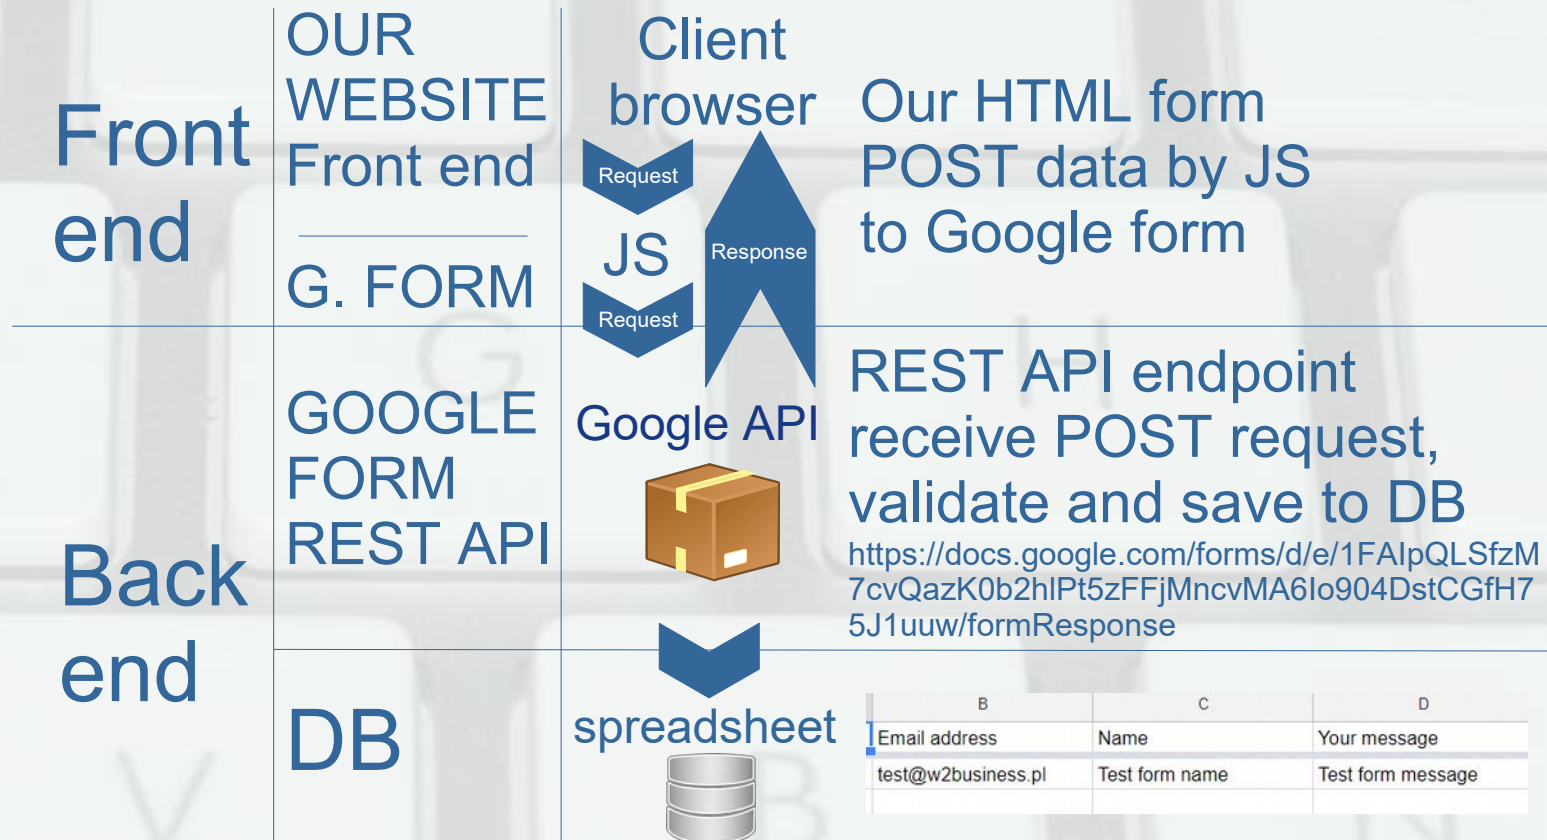 Front
end
OUR
WEBSITE
Front end
G. FORM
Client
browser
Request
JS
Request
Response
Our HTML form
POST data by JS
to Google form
Back
end
GOOGLE
FORM
REST API
Google API
REST API endpoint
receive POST request,
validate and save to DB
https://docs.google.com/forms/d/e/1FAIpQLSfzM
7cvQazK0b2hlPt5zFFjMncvMA6Io904DstCGfH7
5J1uuw/formResponse
DB
spreadsheet
B C D
Email address Name Your message
test@w2business.pl Test form name Test form message
G
H
V
B
N